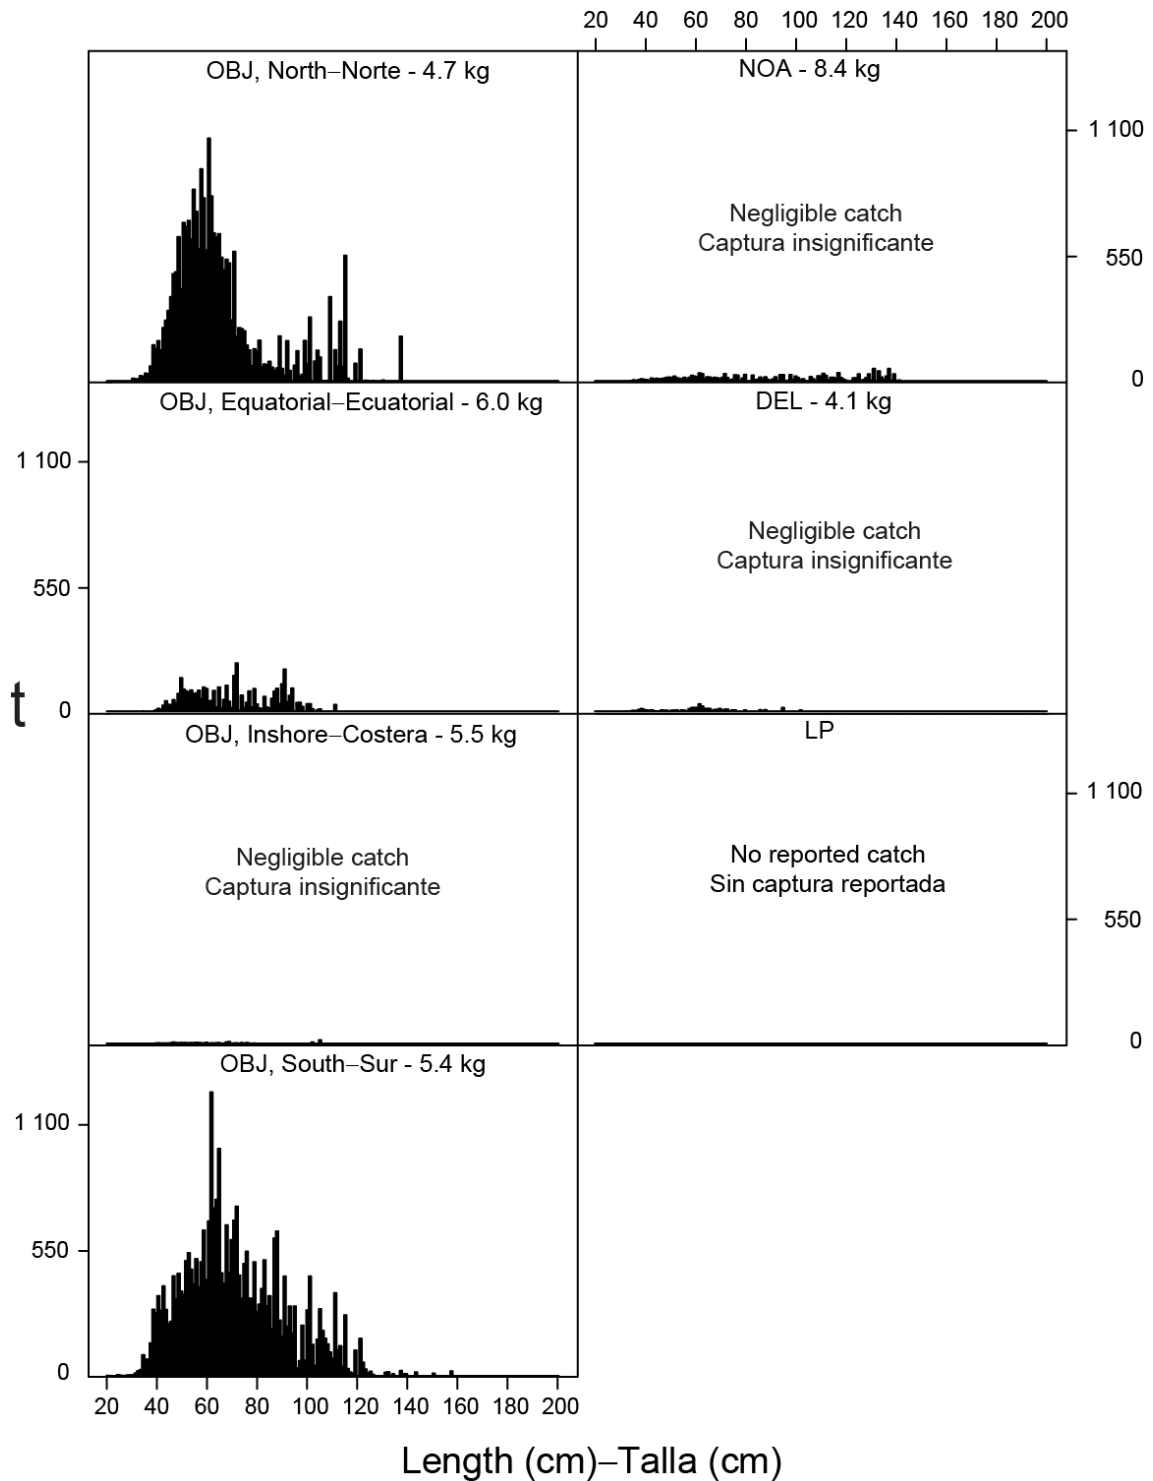 20 40 60 80 100 120 140 160 180 200
OBJ, North–Norte - 4.7 kg
NOA - 8.4 kg
1 100
Negligible catch
Captura insignificante
550
0
OBJ, Equatorial–Ecuatorial - 6.0 kg
DEL - 4.1 kg
1 100
Negligible catch
Captura insignificante
550
t
0
OBJ, Inshore–Costera - 5.5 kg
LP
1 100
Negligible catch
Captura insignificante
No reported catch
Sin captura reportada
550
0
OBJ, South–Sur - 5.4 kg
1 100
550
0
20 40 60 80 100 120 140 160 180 200
Length (cm)–Talla (cm)